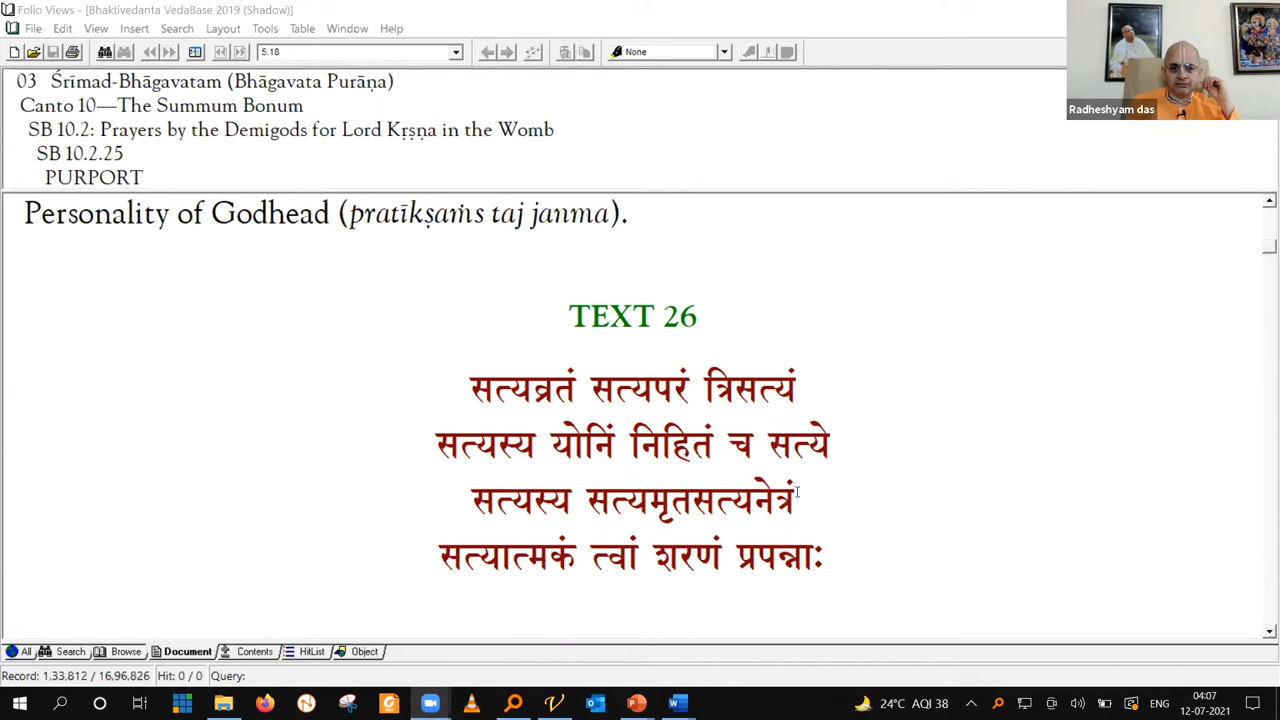 Folio Views - [Bhaktivedanta VedaBase 2019 (Shadow)]
File Edit View Insert Search Layout Tools Table Window Help
5.18 None
03 Śrīmad-Bhāgavatam (Bhāgavata Purāṇa)
Canto 10—The Summum Bonum
SB 10.2: Prayers by the Demigods for Lord Kṛṣṇa in the Womb
SB 10.2.25
PURPORT
Radheshyam das
Personality of Godhead (pratīkṣaṁs taj janma).
TEXT 26
सत्यव्रतं सत्यपरं त्रिसत्यं
सत्यस्य योनिं निहितं च सत्ये
सत्यस्य सत्यमृतसत्यनेत्रं
सत्यात्मकं त्वां शरणं प्रपन्नाः
All Search Browse Document Contents HitList Object
Record: 1,33,812 / 16,96,826 Hit: 0 / 0 Query:
24°C AQI 38 ENG 04:07
12-07-2021